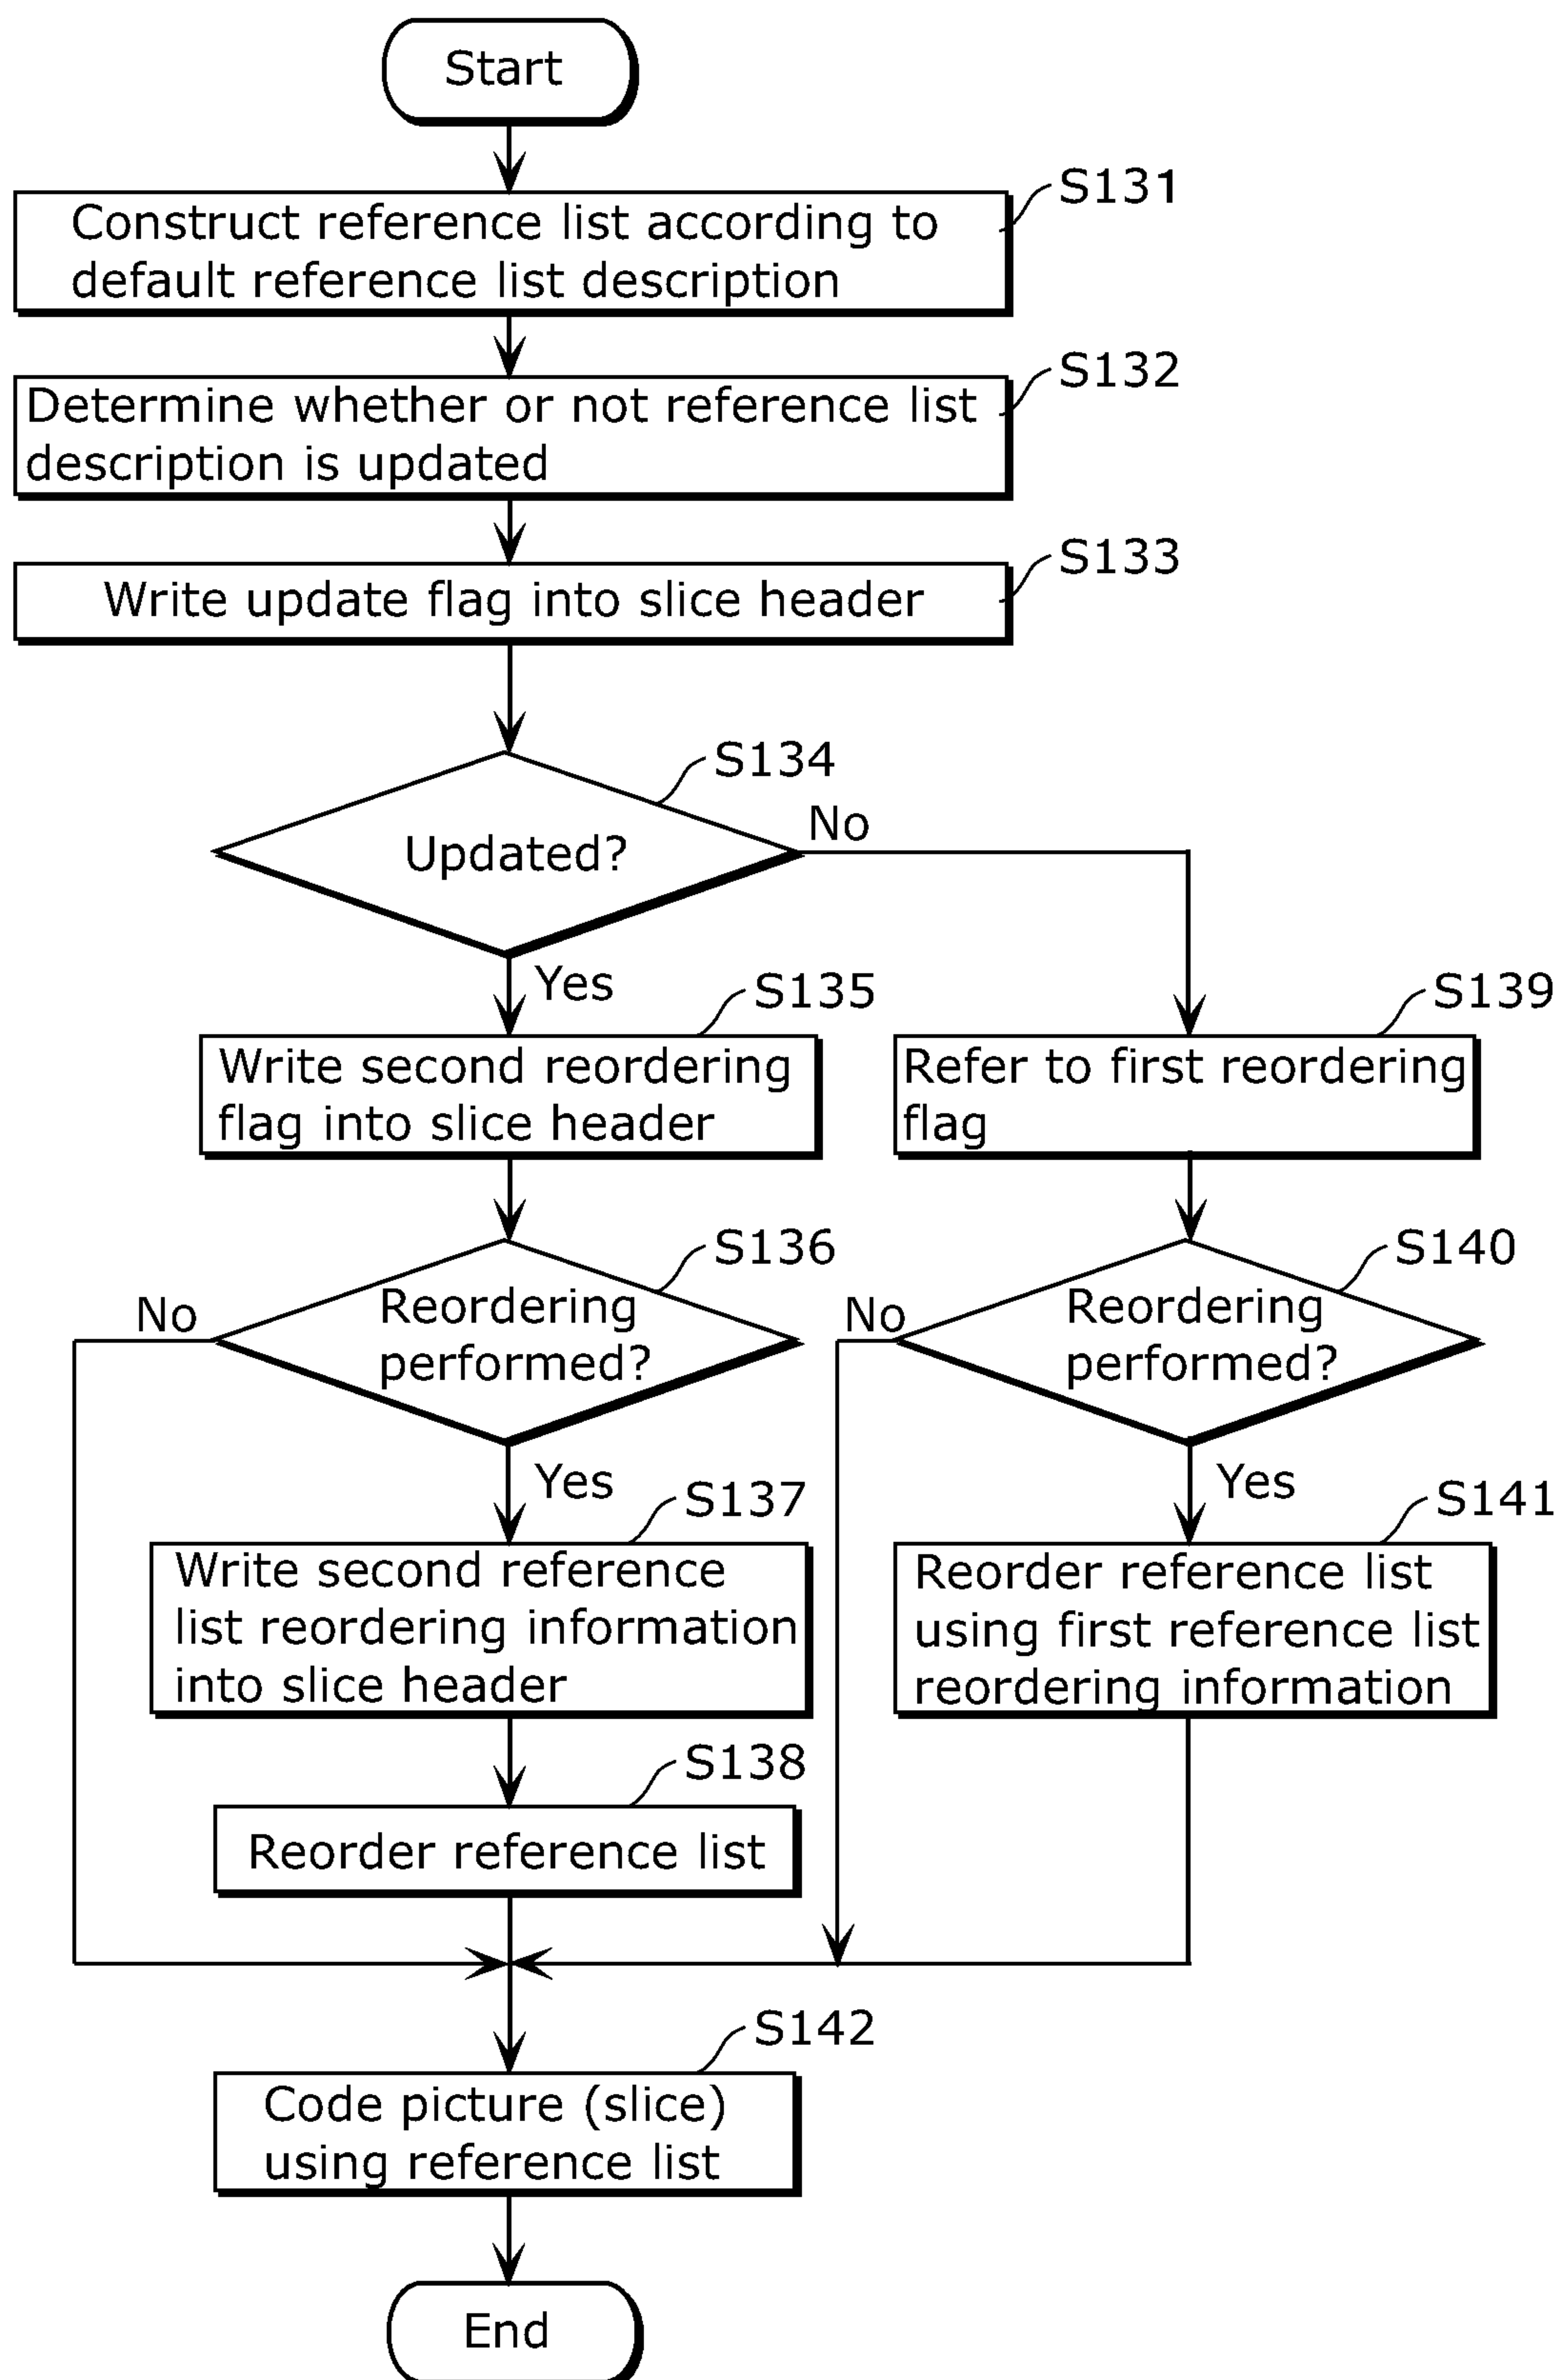 Start
S131
Construct reference list according to
default reference list description
S132
Determine whether or not reference list
description is updated
S133
Write update flag into slice header
S134
Updated?
No
Yes
S135
Write second reordering
flag into slice header
S139
Refer to first reordering
flag
S136
Reordering
performed?
No
Yes
S140
Reordering
performed?
No
Yes
S137
Write second reference
list reordering information
into slice header
S141
Reorder reference list
using first reference list
reordering information
S138
Reorder reference list
S142
Code picture (slice)
using reference list
End